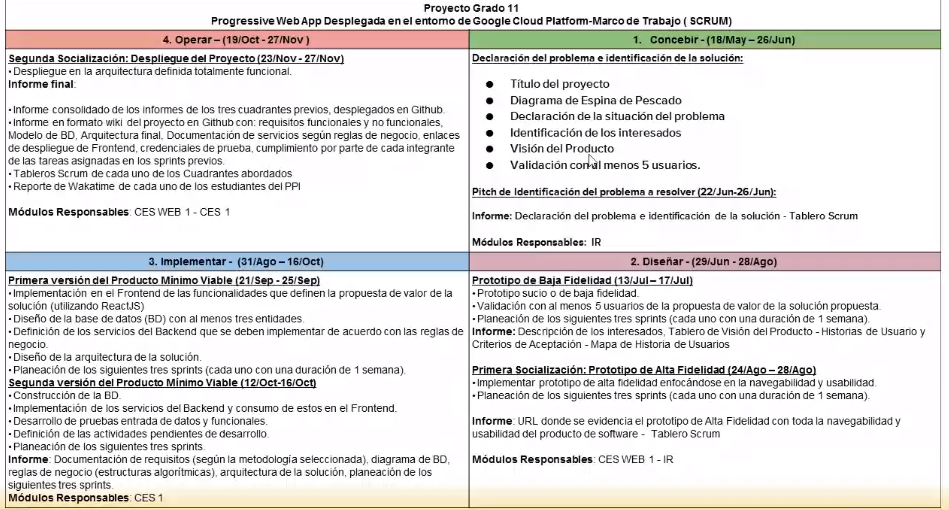 Proyecto Grado 11
Progressive Web App Desplegada en el entorno de Google Cloud Platform-Marco de Trabajo ( SCRUM)
4. Operar – (19/Oct - 27/Nov )
Segunda Socialización: Despliegue del Proyecto (23/Nov - 27/Nov)
• Despliegue en la arquitectura definida totalmente funcional.
Informe final:
• Informe consolidado de los informes de los tres cuadrantes previos, desplegados en Github.
• Informe en formato wiki del proyecto en Github con: requisitos funcionales y no funcionales,
Modelo de BD, Arquitectura final, Documentación de servicios según reglas de negocio, enlaces
de despliegue de Frontend, credenciales de prueba, cumplimiento por parte de cada integrante
de las tareas asignadas en los sprints previos.
• Tableros Scrum de cada uno de los Cuadrantes abordados
• Reporte de Wakatime de cada uno de los estudiantes del PPI
Módulos Responsables: CES WEB 1 - CES 1
1. Concebir - (18/May – 26/Jun)
Declaración del problema e identificación de la solución:
● Título del proyecto
● Diagrama de Espina de Pescado
● Declaración de la situación del problema
● Identificación de los interesados
● Visión del Producto
● Validación con al menos 5 usuarios.
Pitch de Identificación del problema a resolver (22/Jun-26/Jun):
Informe: Declaración del problema e identificación de la solución - Tablero Scrum
Módulos Responsables: IR
3. Implementar - (31/Ago – 16/Oct)
Primera versión del Producto Mínimo Viable (21/Sep - 25/Sep)
• Implementación en el Frontend de las funcionalidades que definen la propuesta de valor de la
solución (utilizando ReactJS)
• Diseño de la base de datos (BD) con al menos tres entidades.
• Definición de los servicios del Backend que se deben implementar de acuerdo con las reglas de
negocio.
• Diseño de la arquitectura de la solución.
• Planeación de los siguientes tres sprints (cada uno con una duración de 1 semana).
Segunda versión del Producto Mínimo Viable (12/Oct-16/Oct)
• Construcción de la BD.
• Implementación de los servicios del Backend y consumo de estos en el Frontend.
• Desarrollo de pruebas entrada de datos y funcionales.
• Definición de las actividades pendientes de desarrollo.
• Planeación de los siguientes tres sprints.
Informe: Documentación de requisitos (según la metodología seleccionada), diagrama de BD,
reglas de negocio (estructuras algorítmicas), arquitectura de la solución, planeación de los
siguientes tres sprints.
Módulos Responsables: CES 1
2. Diseñar - (29/Jun - 28/Ago)
Prototipo de Baja Fidelidad (13/Jul – 17/Jul)
• Prototipo sucio o de baja fidelidad.
• Validación con al menos 5 usuarios de la propuesta de valor de la solución propuesta.
• Planeación de los siguientes tres sprints (cada uno con una duración de 1 semana).
Informe: Descripción de los interesados, Tablero de Visión del Producto - Historias de Usuario y
Criterios de Aceptación - Mapa de Historia de Usuarios
Primera Socialización: Prototipo de Alta Fidelidad (24/Ago – 28/Ago)
• Implementar prototipo de alta fidelidad enfocándose en la navegabilidad y usabilidad.
• Planeación de los siguientes tres sprints (cada uno con una duración de 1 semana).
Informe: URL donde se evidencia el prototipo de Alta Fidelidad con toda la navegabilidad y
usabilidad del producto de software - Tablero Scrum
Módulos Responsables: CES WEB 1 - IR